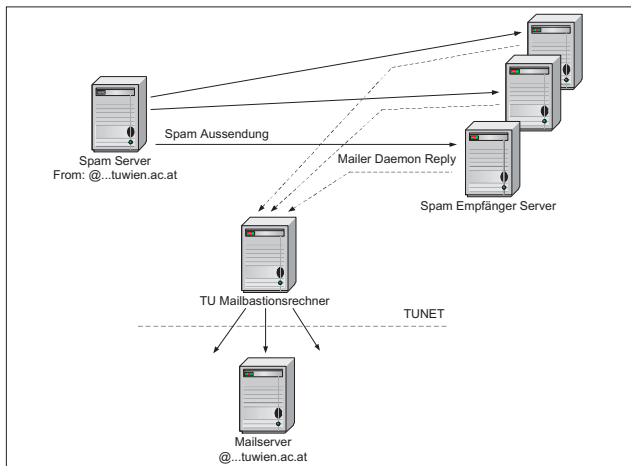 Spam Aussendung
Spam Server
From: @...tuwien.ac.at
Mailer Daemon Reply
Spam Empfänger Server
TU Mailbastionsrechner
TUNET
Mailserver
@...tuwien.ac.at